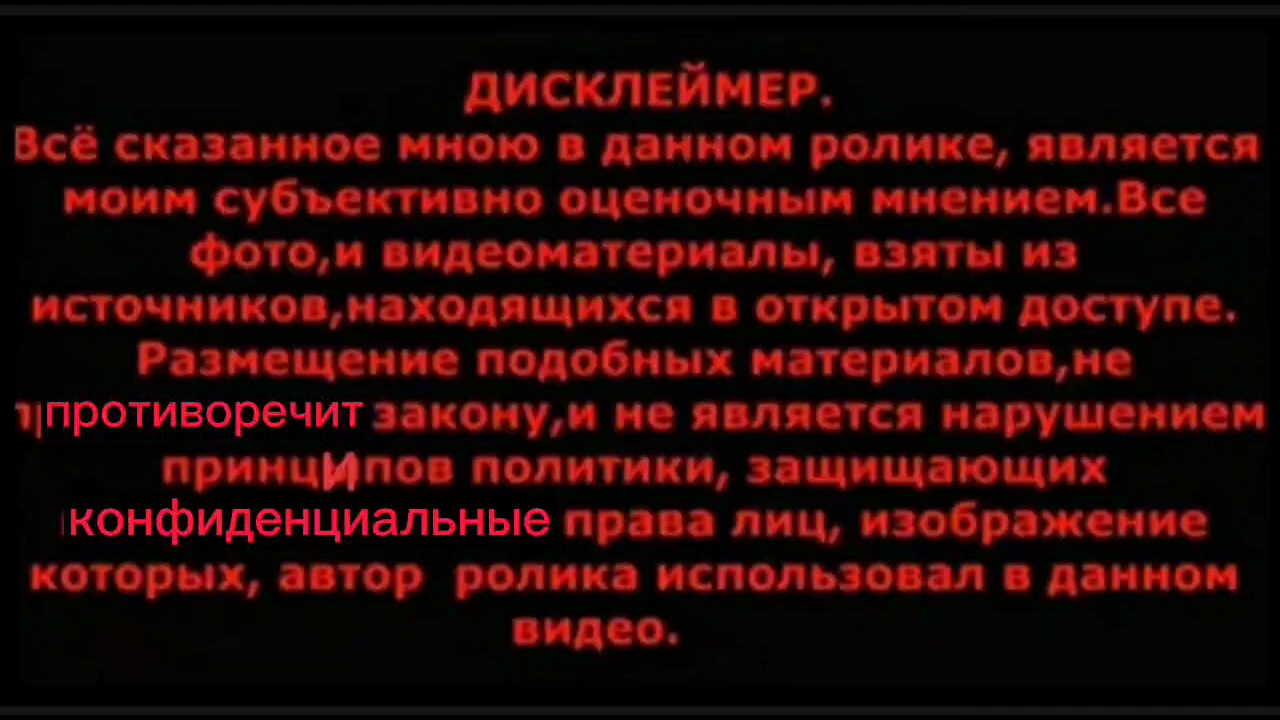 ДИСКЛЕЙМЕР.
Всё сказанное мною в данном ролике, является
моим субъективно оценочным мнением.Все
фото,и видеоматериалы, взяты из
источников,находящихся в открытом доступе.
Размещение подобных материалов,не
противоречит закону,и не является нарушением
принципов политики, защищающих
конфиденциальные права лиц, изображение
которых, автор ролика использовал в данном
видео.